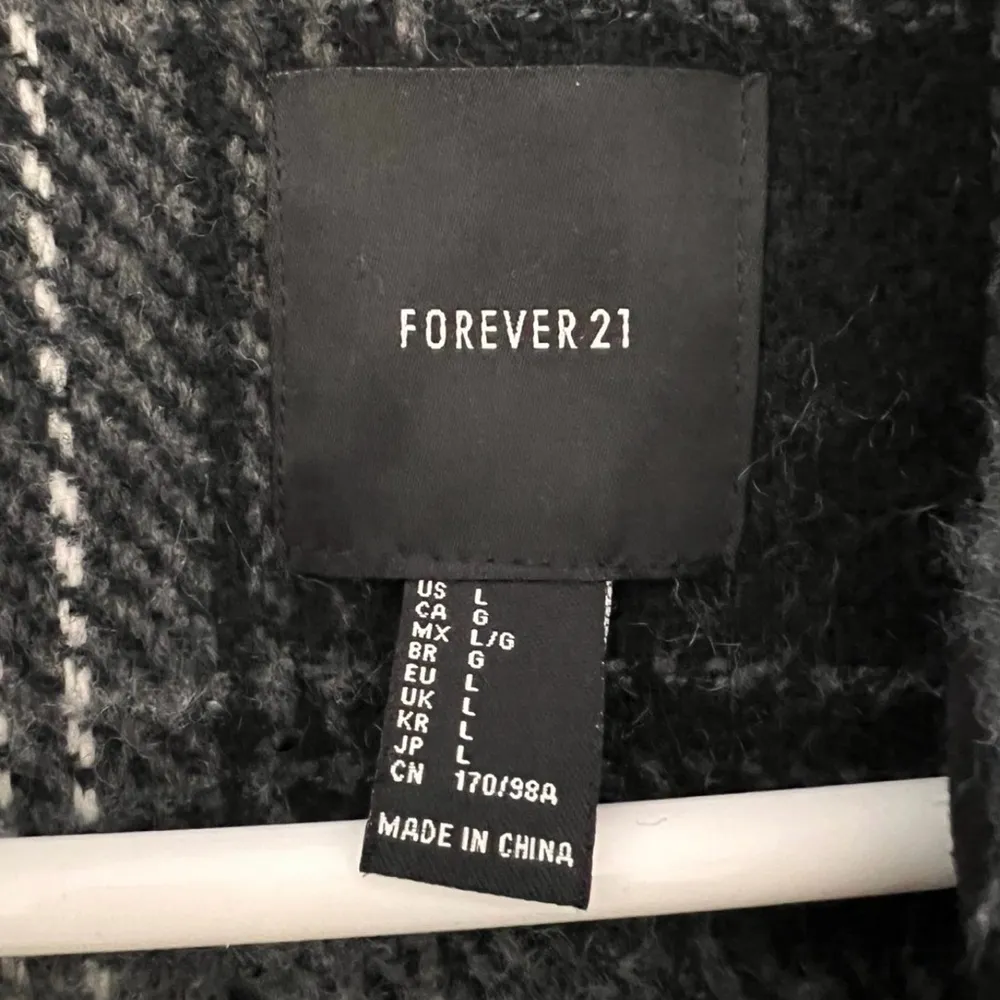 FOREVER 21
US L
CA G
MX L/G
BR G
EU L
UK L
KR L
JP L
CN 170/98A
MADE IN CHINA